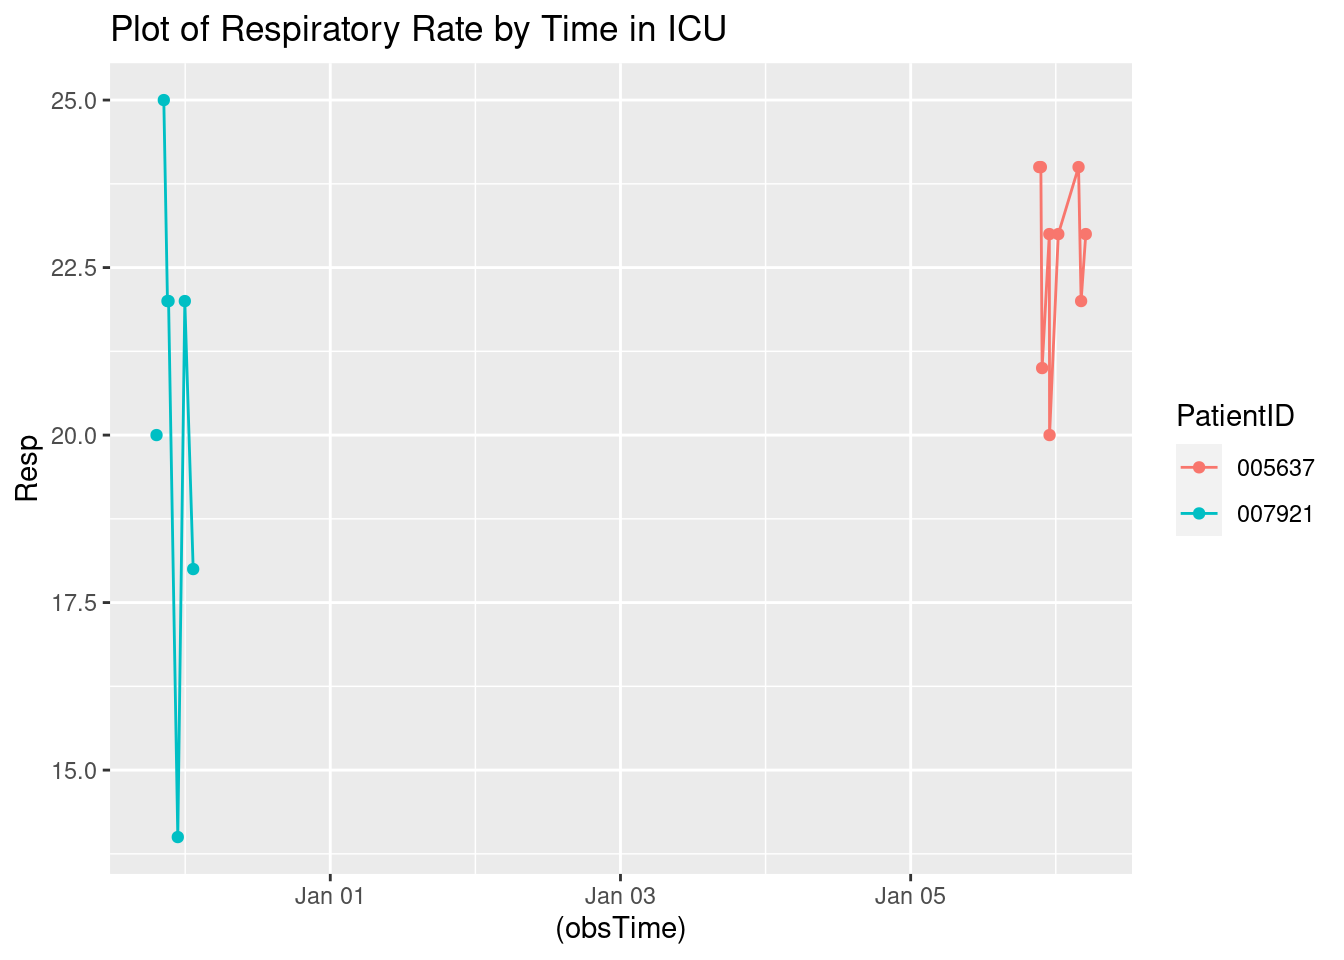 Plot of Respiratory Rate by Time in ICU
25.0
22.5
20.0
17.5
15.0
Resp
Jan 01
Jan 03
Jan 05
(obsTime)
PatientID
005637
007921